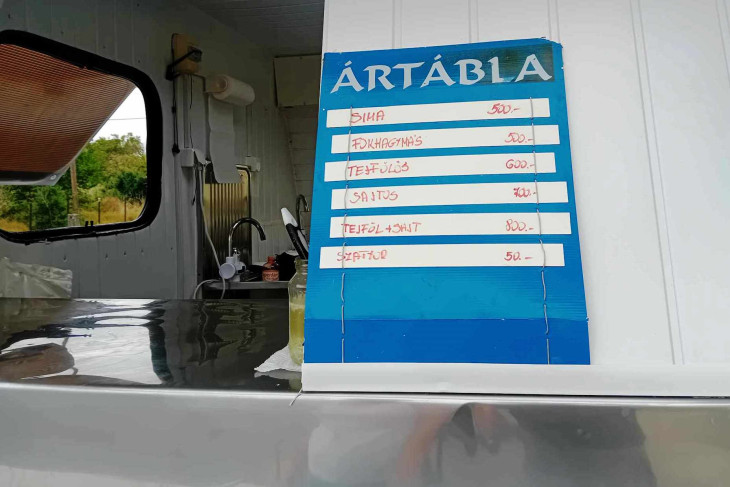 ÁRTÁBLA
SIMA 500.-
FOKHAGYMÁS 500.-
TEJFÖLÖS 600.-
SAJTOS 700.-
TEJFÖL+SAJT 800.-
SZATYOR 50.-